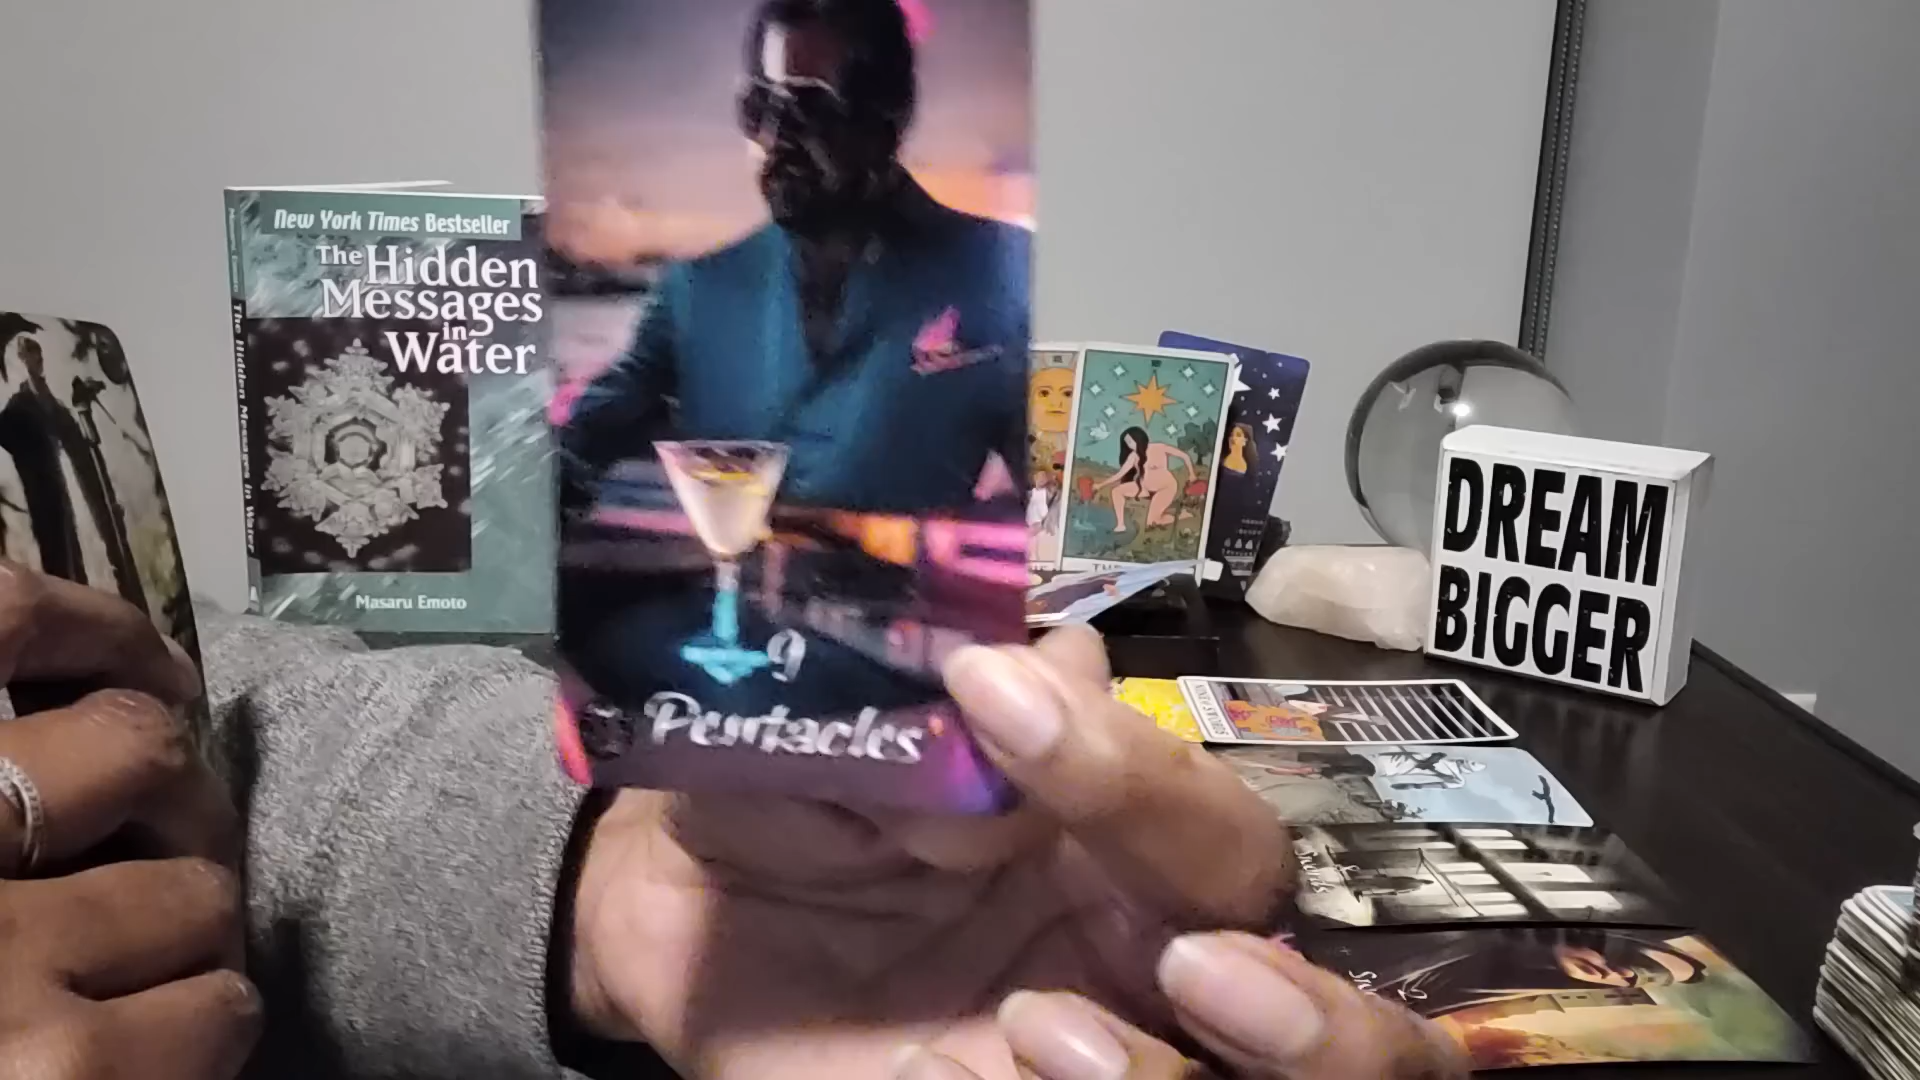 New York Times Bestseller
The Hidden
Messages
in
Water
Masaru Emoto
The Hidden Messages in Water
9
Pentacles
DREAM
BIGGER
Swords